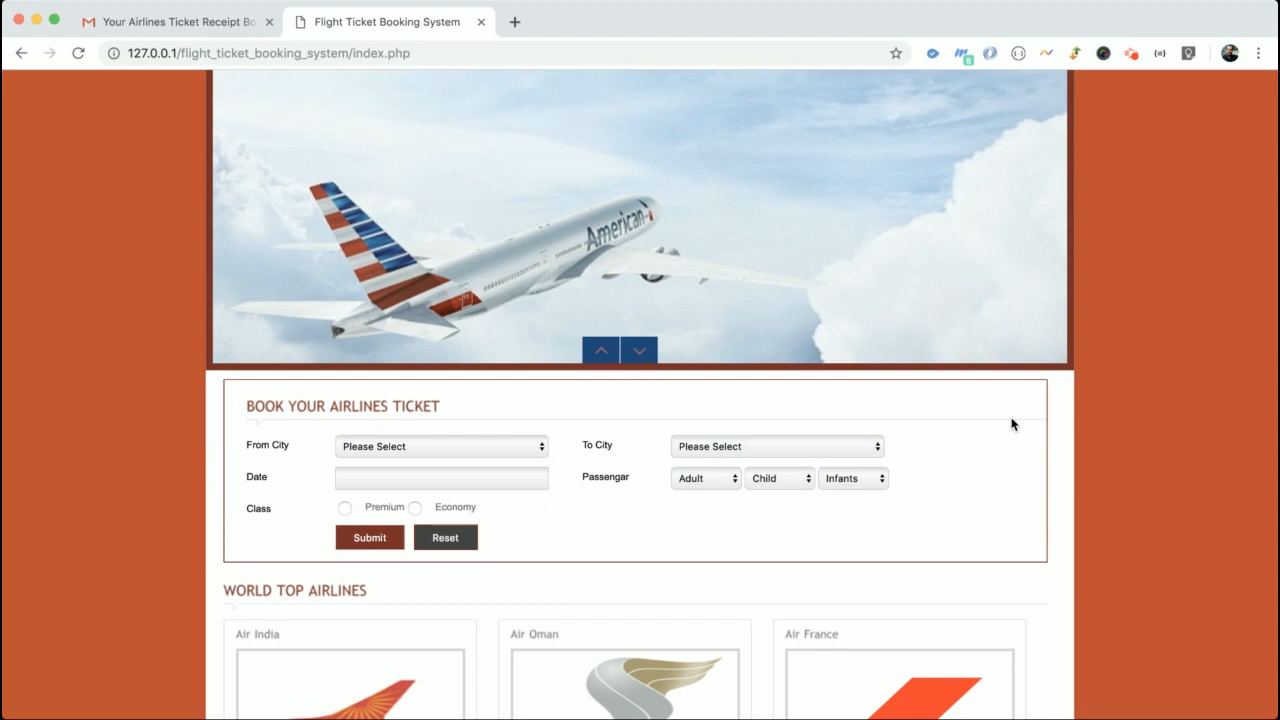 Your Airlines Ticket Receipt Bo
Flight Ticket Booking System
127.0.0.1/flight_ticket_booking_system/index.php
8
American
BOOK YOUR AIRLINES TICKET
From City Please Select To City Please Select
Date Passengar Adult Child Infants
Class Premium Economy
Submit Reset
WORLD TOP AIRLINES
Air India Air Oman Air France